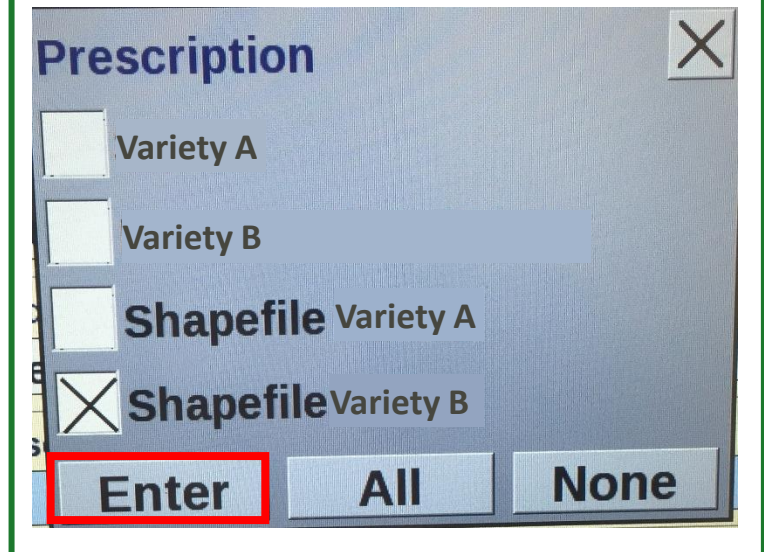 Prescription
Variety A
Variety B
Shapefile Variety A
Shapefile Variety B
Enter All None